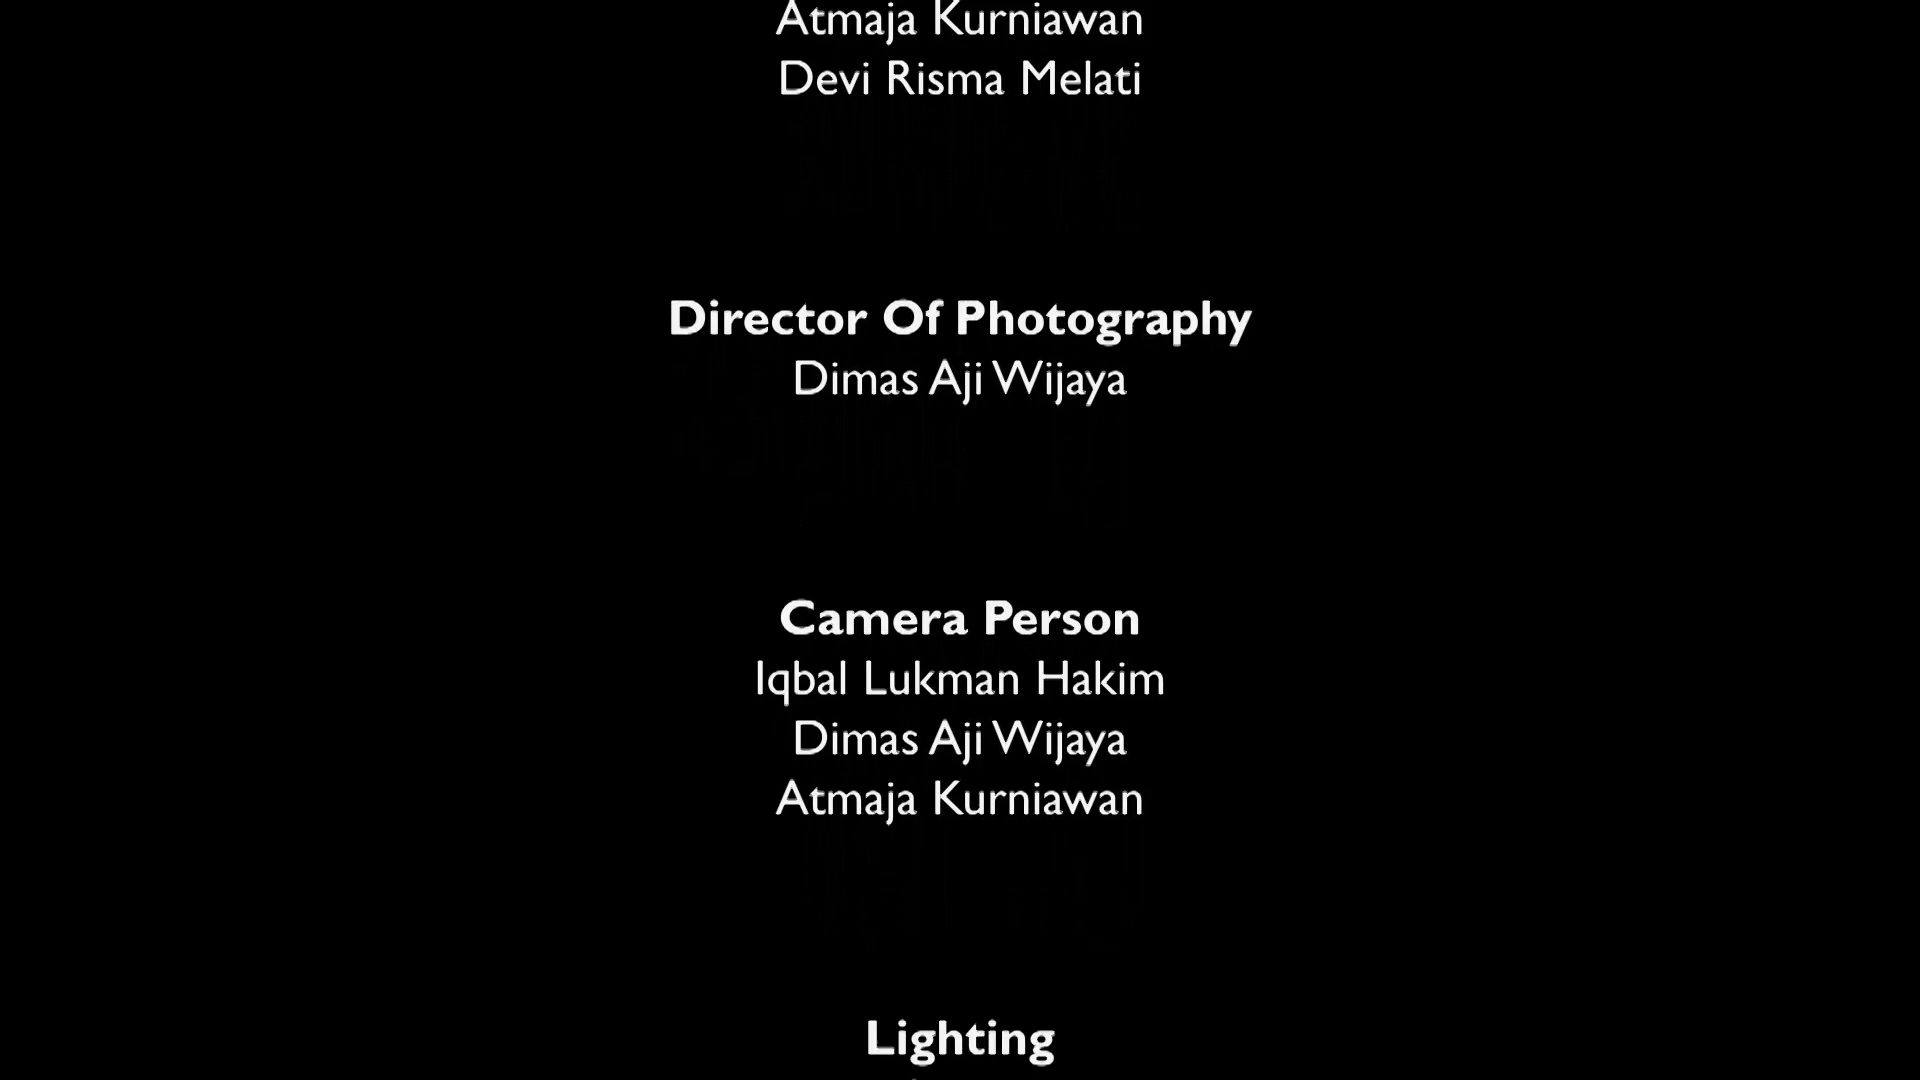 Atmaja Kurniawan
Devi Risma Melati
Director Of Photography
Dimas Aji Wijaya
Camera Person
Iqbal Lukman Hakim
Dimas Aji Wijaya
Atmaja Kurniawan
Lighting